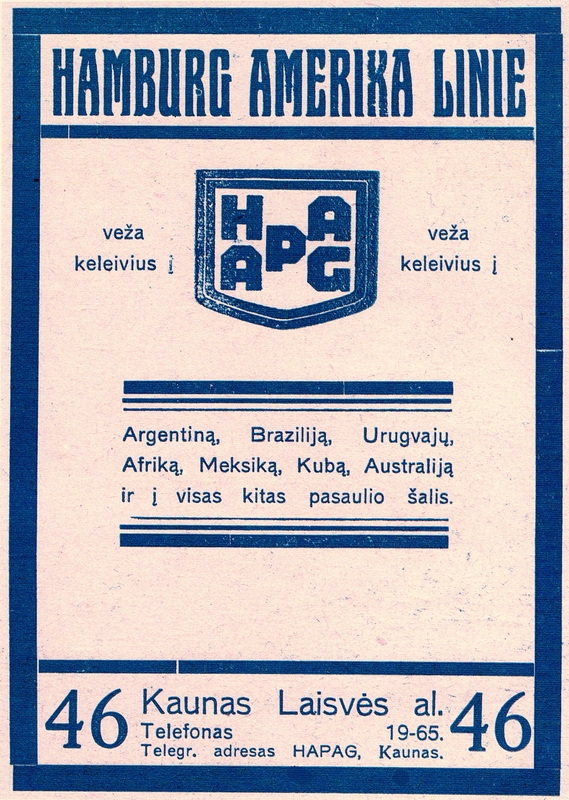 HAMBURG AMERIKA LINIE
HAPAG
veža
keleivius į
veža
keleivius į
Argentiną, Braziliją, Urugvajų,
Afriką, Meksiką, Kubą, Australiją
ir į visas kitas pasaulio šalis.
46 Kaunas Laisvės al. 46
Telefonas 19-65.
Telegr. adresas HAPAG, Kaunas.